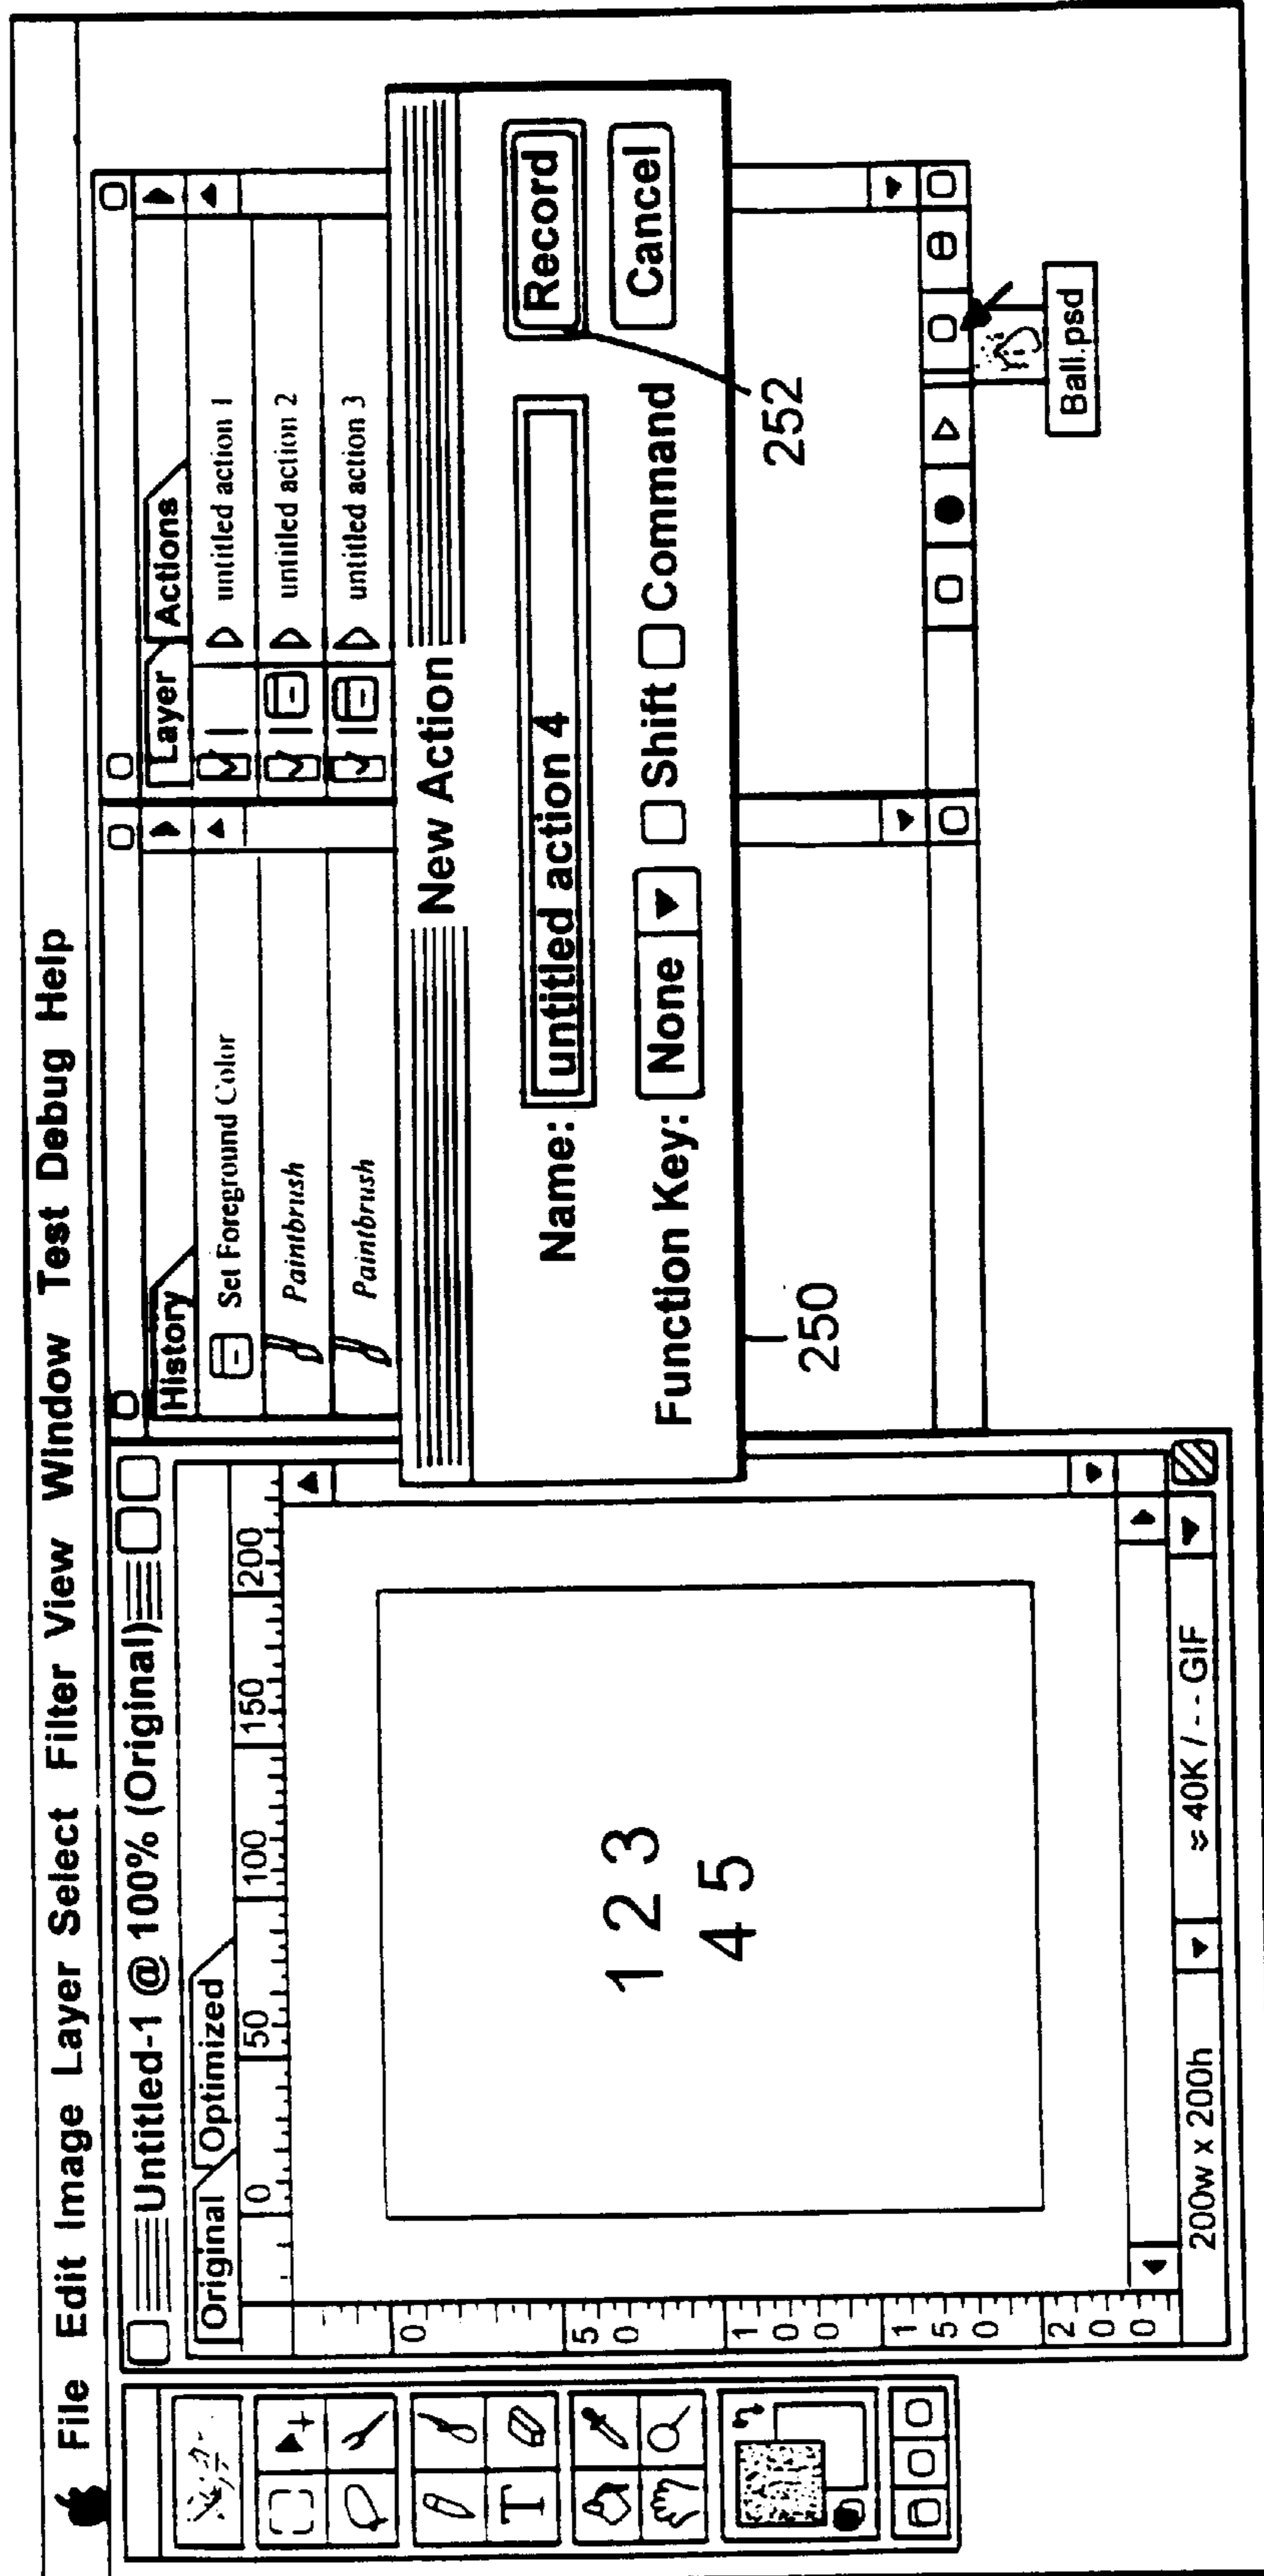 File Edit Image Layer Select Filter View Window Test Debug Help
Untitled-1 @ 100% (Original)
Original Optimized
0 50 100 150 200
0
50
100
150
200
1 2 3
4 5
200w x 200h ≈ 40K / - - GIF
T
History
Set Foreground Color
Paintbrush
Paintbrush
Layer Actions
untitled action 1
untitled action 2
untitled action 3
New Action
Name: untitled action 4
Record
Function Key: None Shift Command
Cancel
250
252
Ball.psd